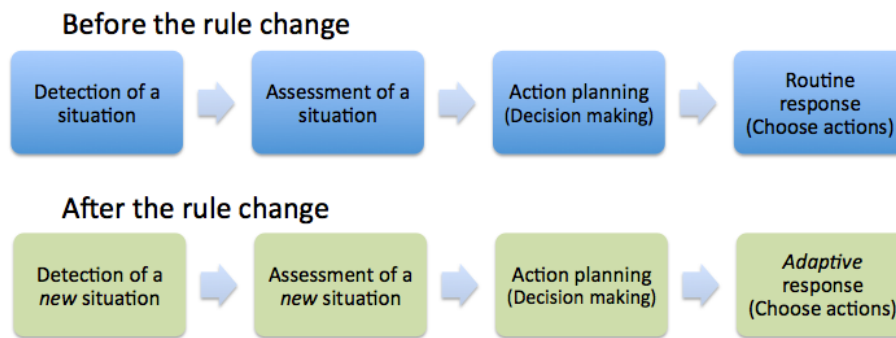 Before the rule change
Detection of a
situation
Assessment of a
situation
Action planning
(Decision making)
Routine
response
(Choose actions)
After the rule change
Detection of a
new situation
Assessment of a
new situation
Action planning
(Decision making)
Adaptive
response
(Choose actions)